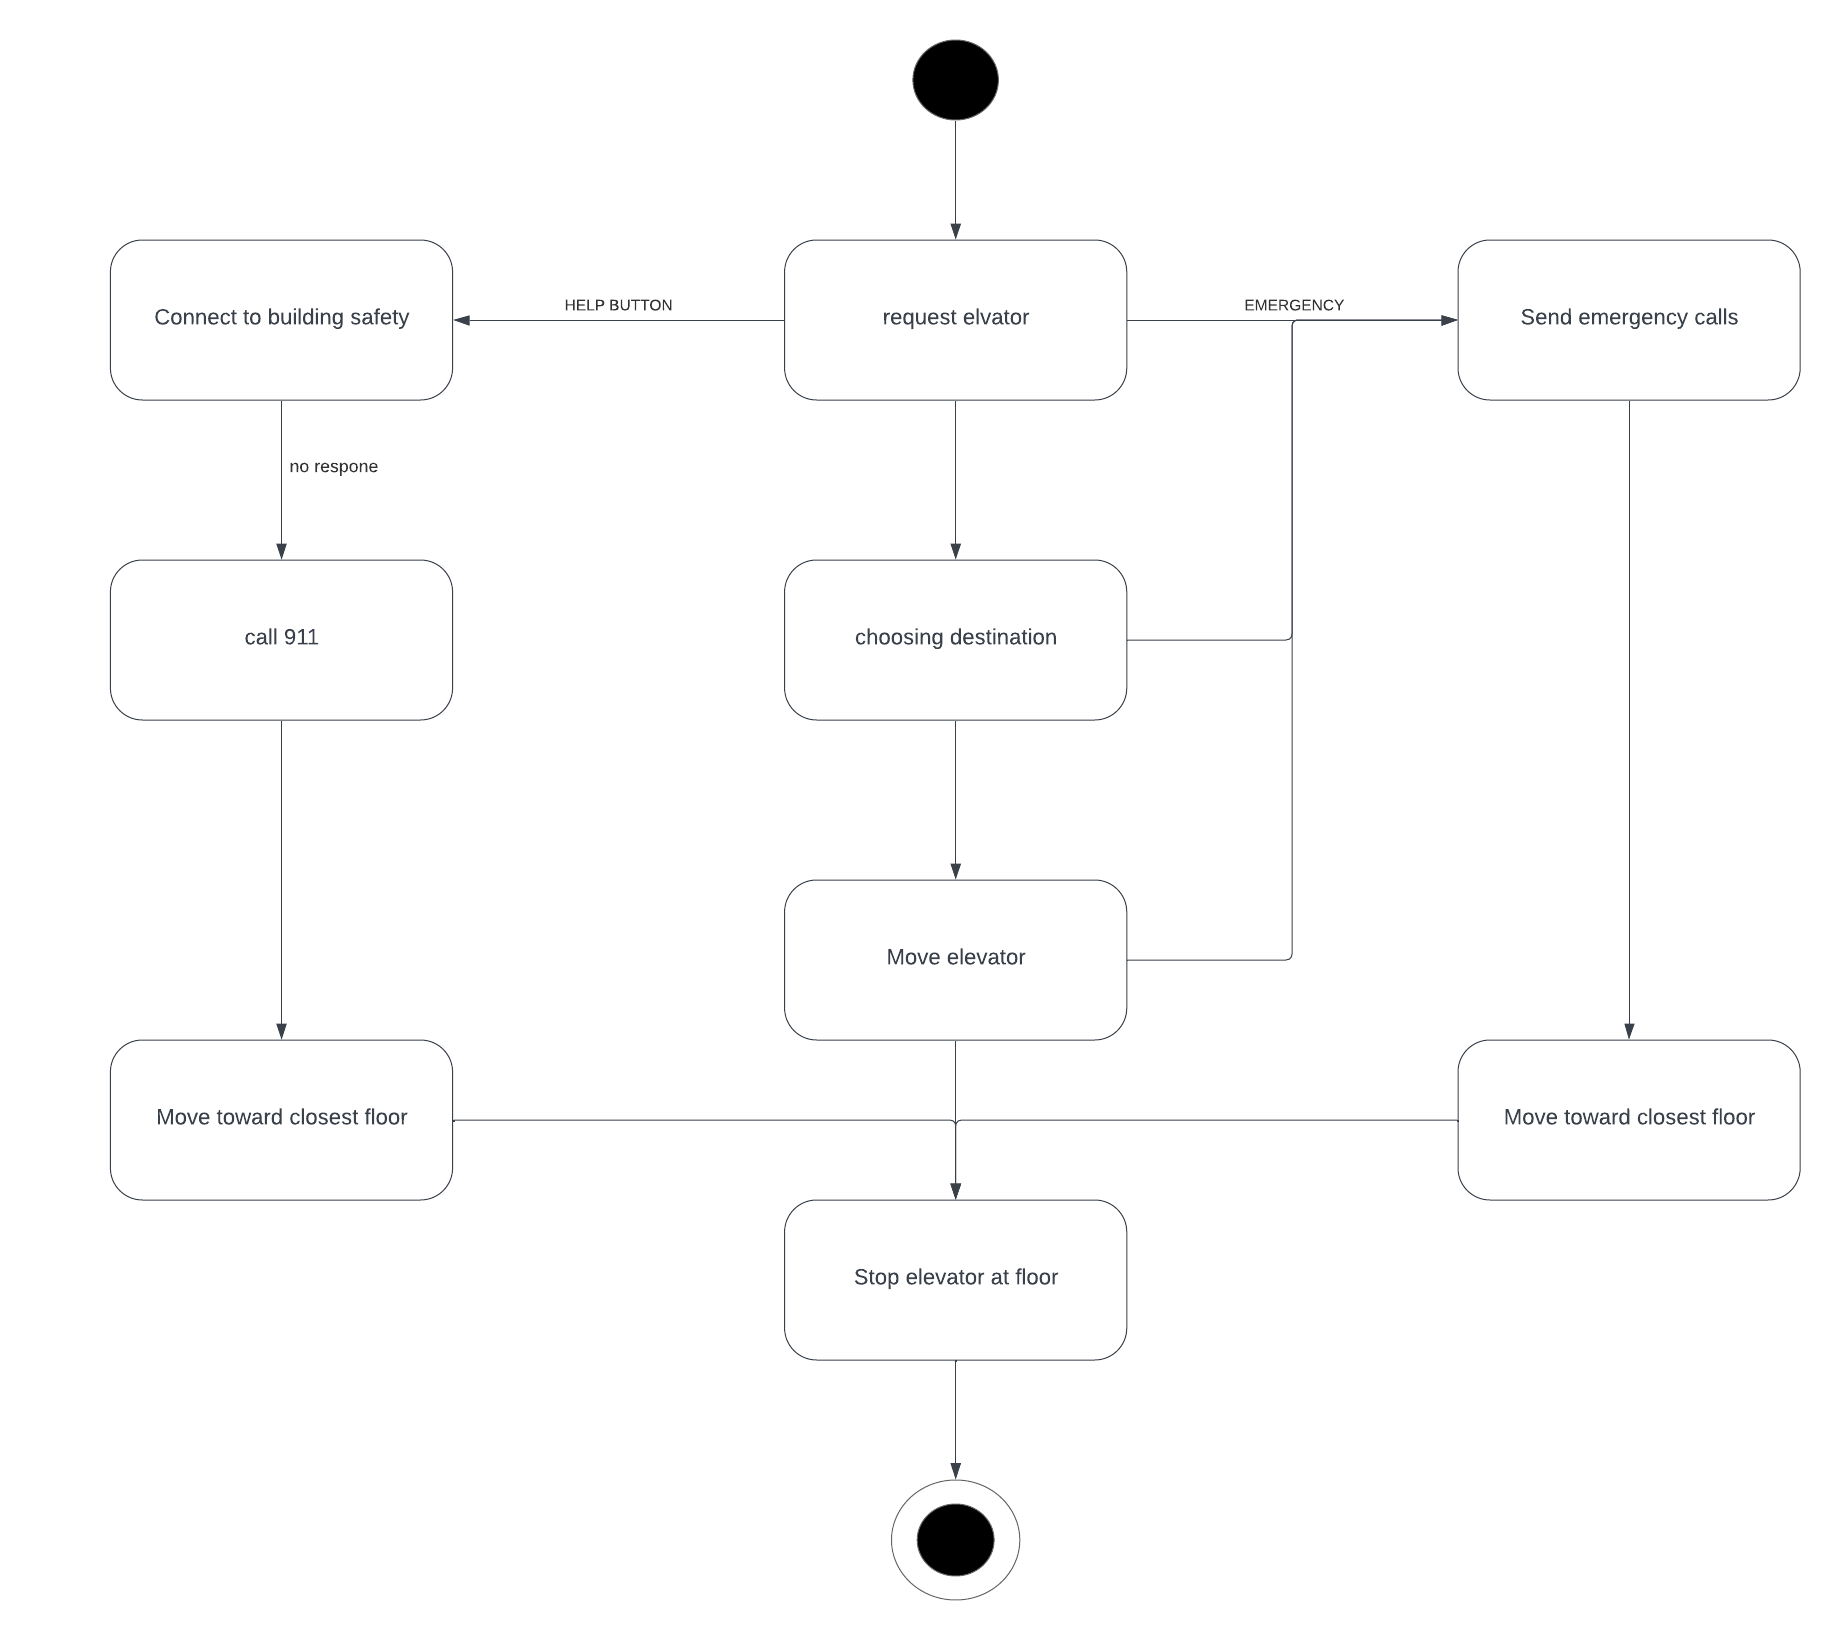 Connect to building safety
HELP BUTTON
request elvator
EMERGENCY
Send emergency calls
no respone
call 911
choosing destination
Move elevator
Move toward closest floor
Move toward closest floor
Stop elevator at floor